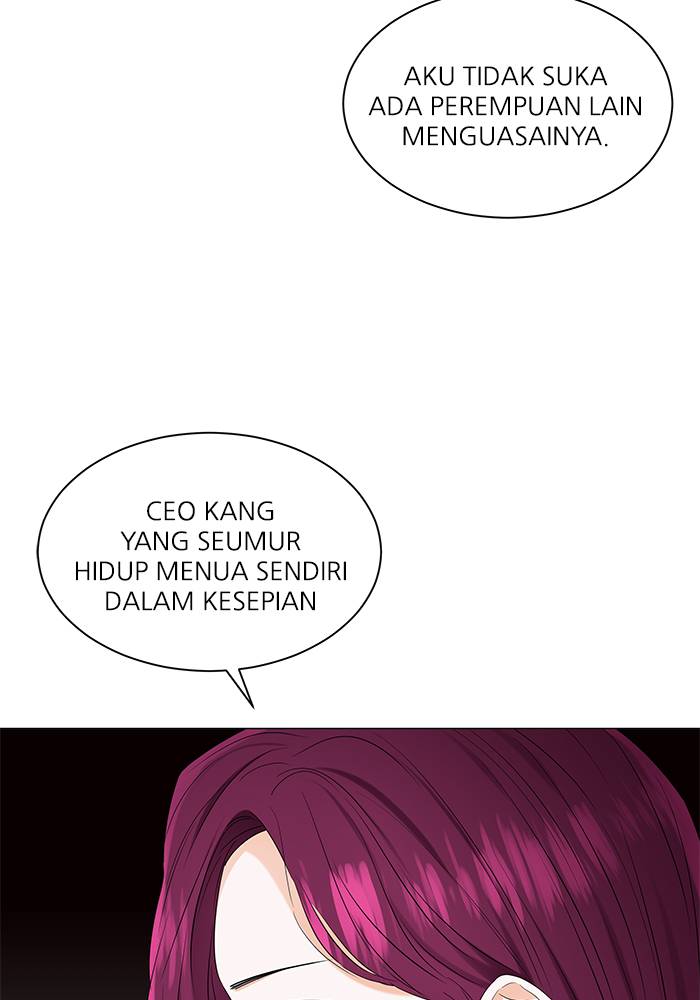 AKU TIDAK SUKA
ADA PEREMPUAN LAIN
MENGUASAINYA.
CEO KANG
YANG SEUMUR
HIDUP MENUA SENDIRI
DALAM KESEPIAN